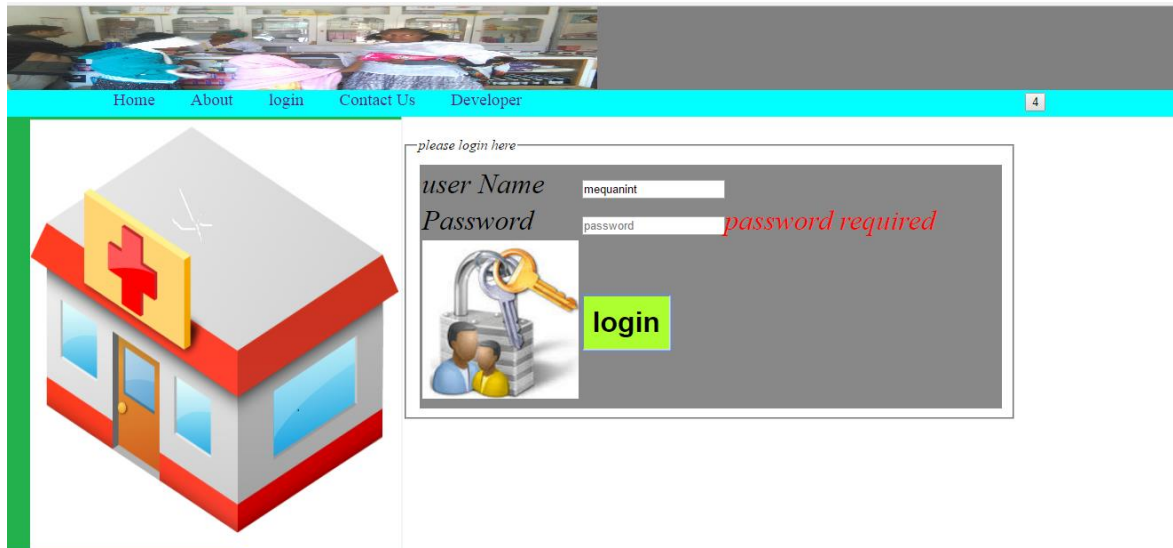 Home About login Contact Us Developer 4
please login here
user Name mequanint
Password password password required
login